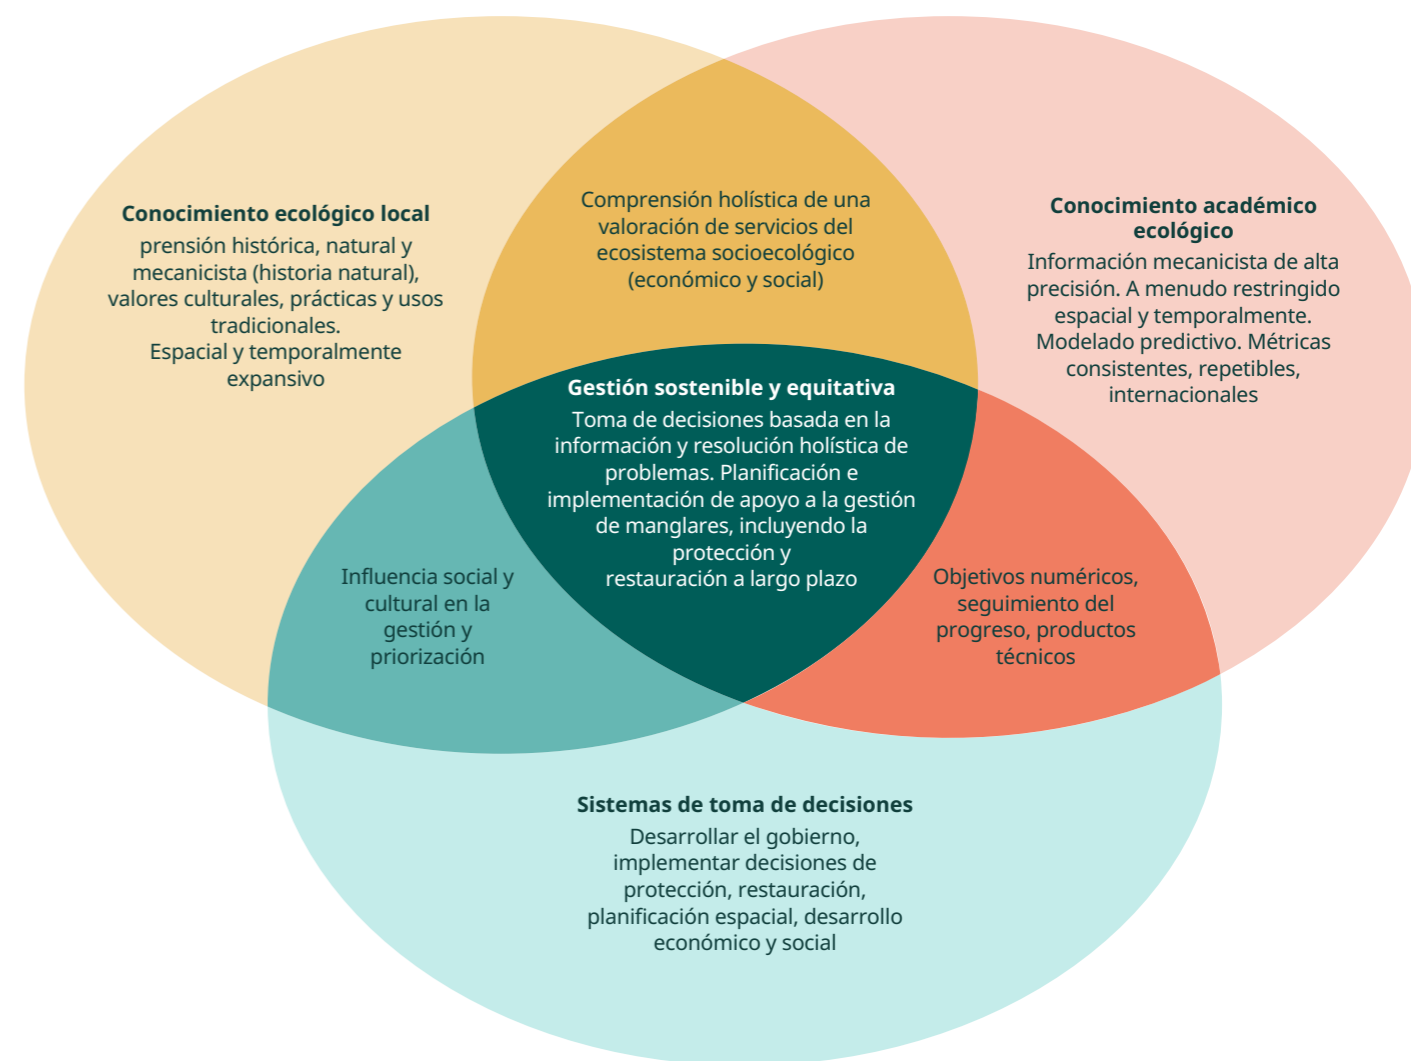 Conocimiento ecológico local
prensión histórica, natural y
mecanicista (historia natural),
valores culturales, prácticas y usos
tradicionales.
Espacial y temporalmente
expansivo
Comprensión holística de una
valoración de servicios del
ecosistema socioecológico
(económico y social)
Conocimiento académico
ecológico
Información mecanicista de alta
precisión. A menudo restringido
espacial y temporalmente.
Modelado predictivo. Métricas
consistentes, repetibles,
internacionales
Gestión sostenible y equitativa
Toma de decisiones basada en la
información y resolución holística de
problemas. Planificación e
implementación de apoyo a la gestión
de manglares, incluyendo la
protección y
restauración a largo plazo
Influencia social y
cultural en la
gestión y
priorización
Objetivos numéricos,
seguimiento del
progreso, productos
técnicos
Sistemas de toma de decisiones
Desarrollar el gobierno,
implementar decisiones de
protección, restauración,
planificación espacial, desarrollo
económico y social